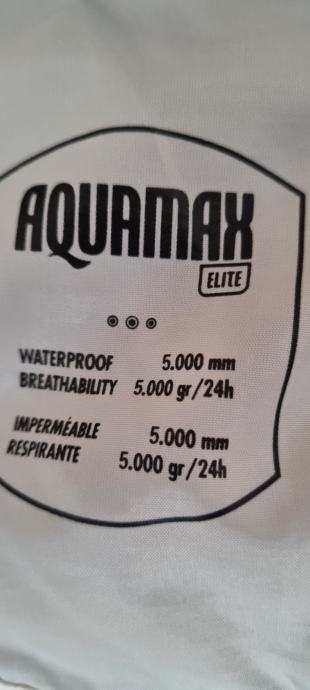 AQUAMAX
ELITE
WATERPROOF 5.000 mm
BREATHABILITY 5.000 gr/24h
IMPERMÉABLE 5.000 mm
RESPIRANTE 5.000 gr/24h